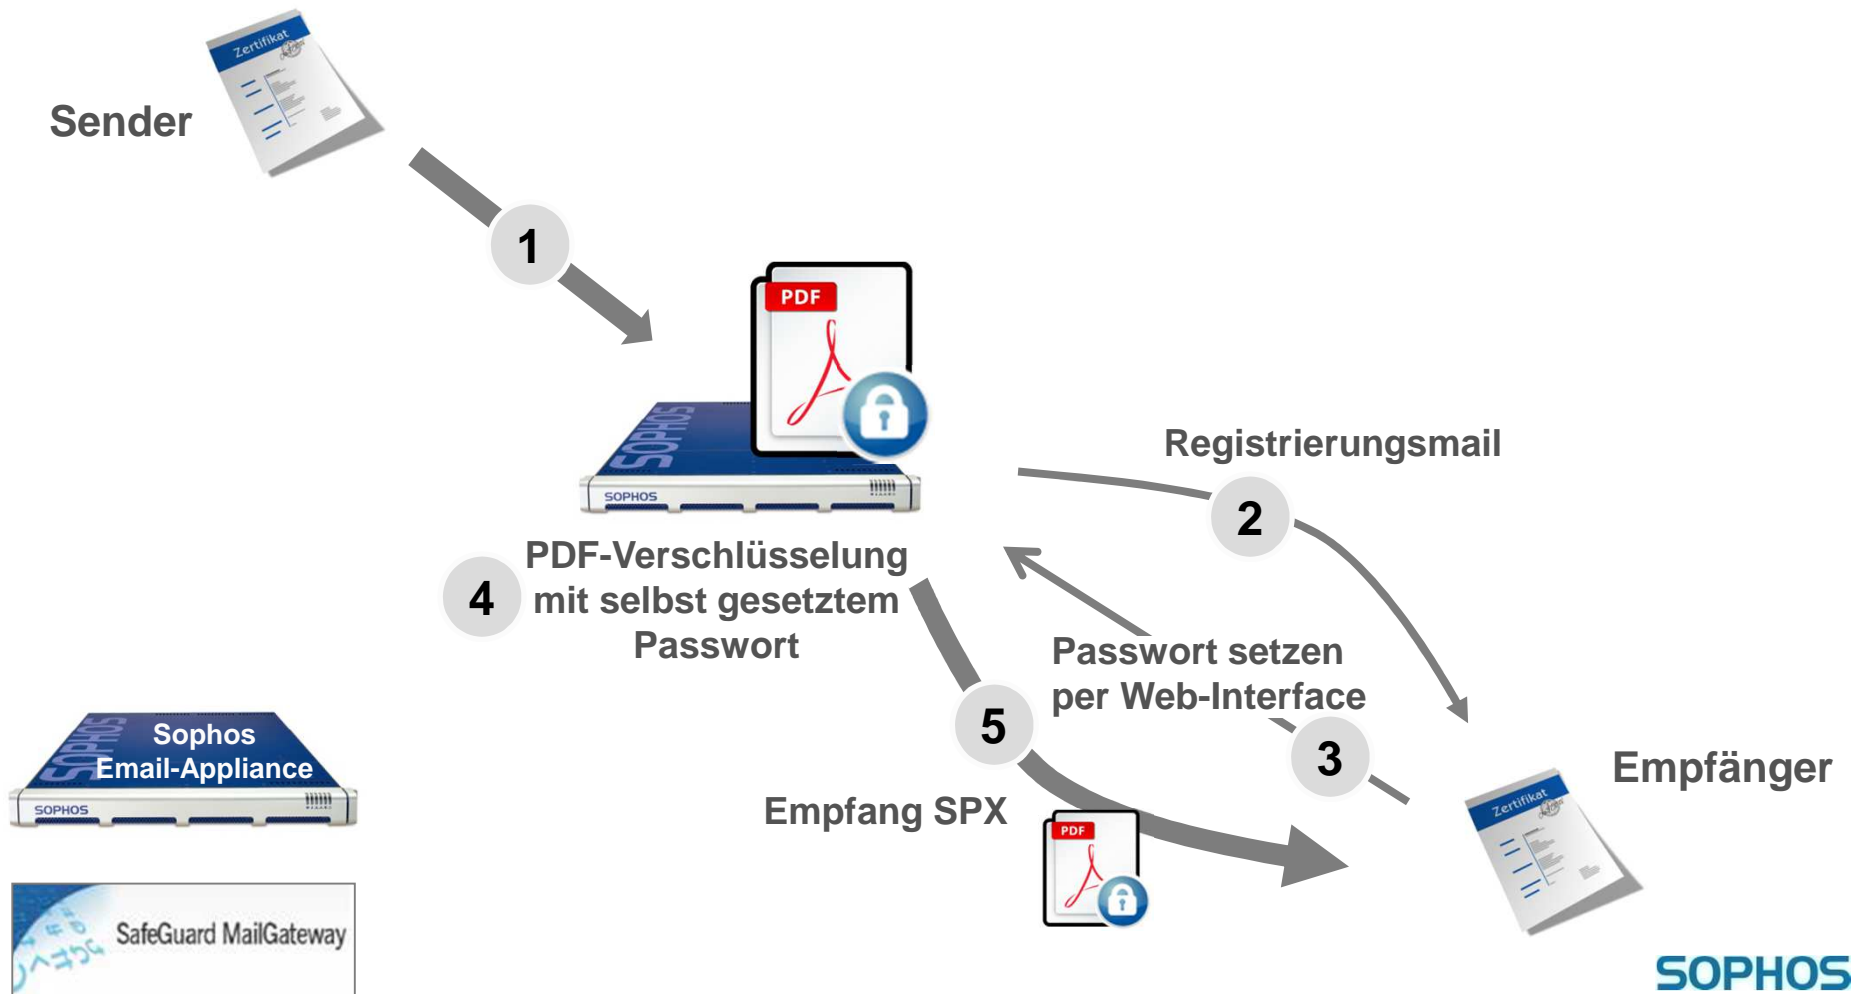 Zertifikat
Sender
1
PDF
SOPHOS
SOPHOS
Registrierungsmail
2
PDF-Verschlüsselung
mit selbst gesetztem
Passwort
4
Passwort setzen
per Web-Interface
3
5
Empfang SPX
PDF
Empfänger
Zertifikat
SOPHOS
Sophos
Email-Appliance
SOPHOS
SafeGuard MailGateway
SOPHOS